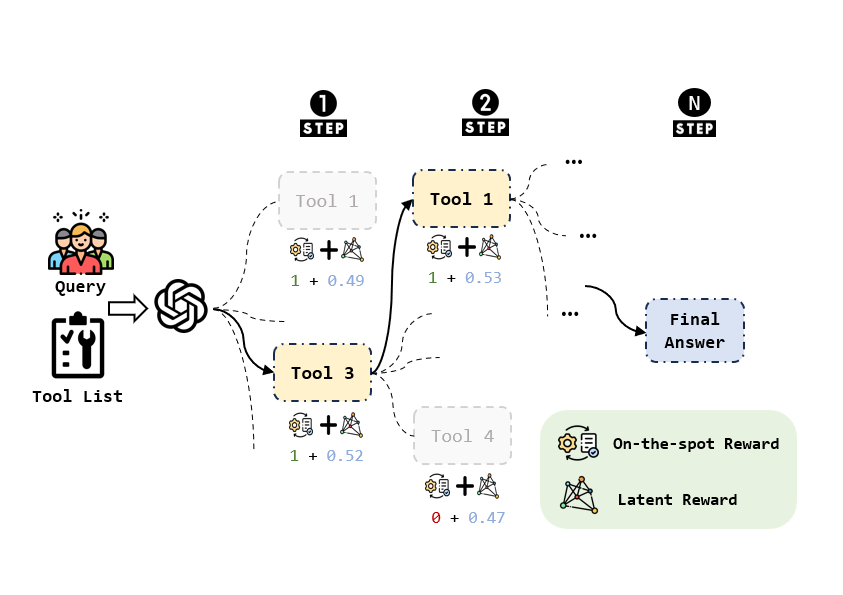 1
STEP
2
STEP
N
STEP
Tool 1
1 + 0.49
Tool 1
1 + 0.53
...
...
...
Query
Tool List
Tool 3
1 + 0.52
Tool 4
0 + 0.47
Final
Answer
On-the-spot Reward
Latent Reward